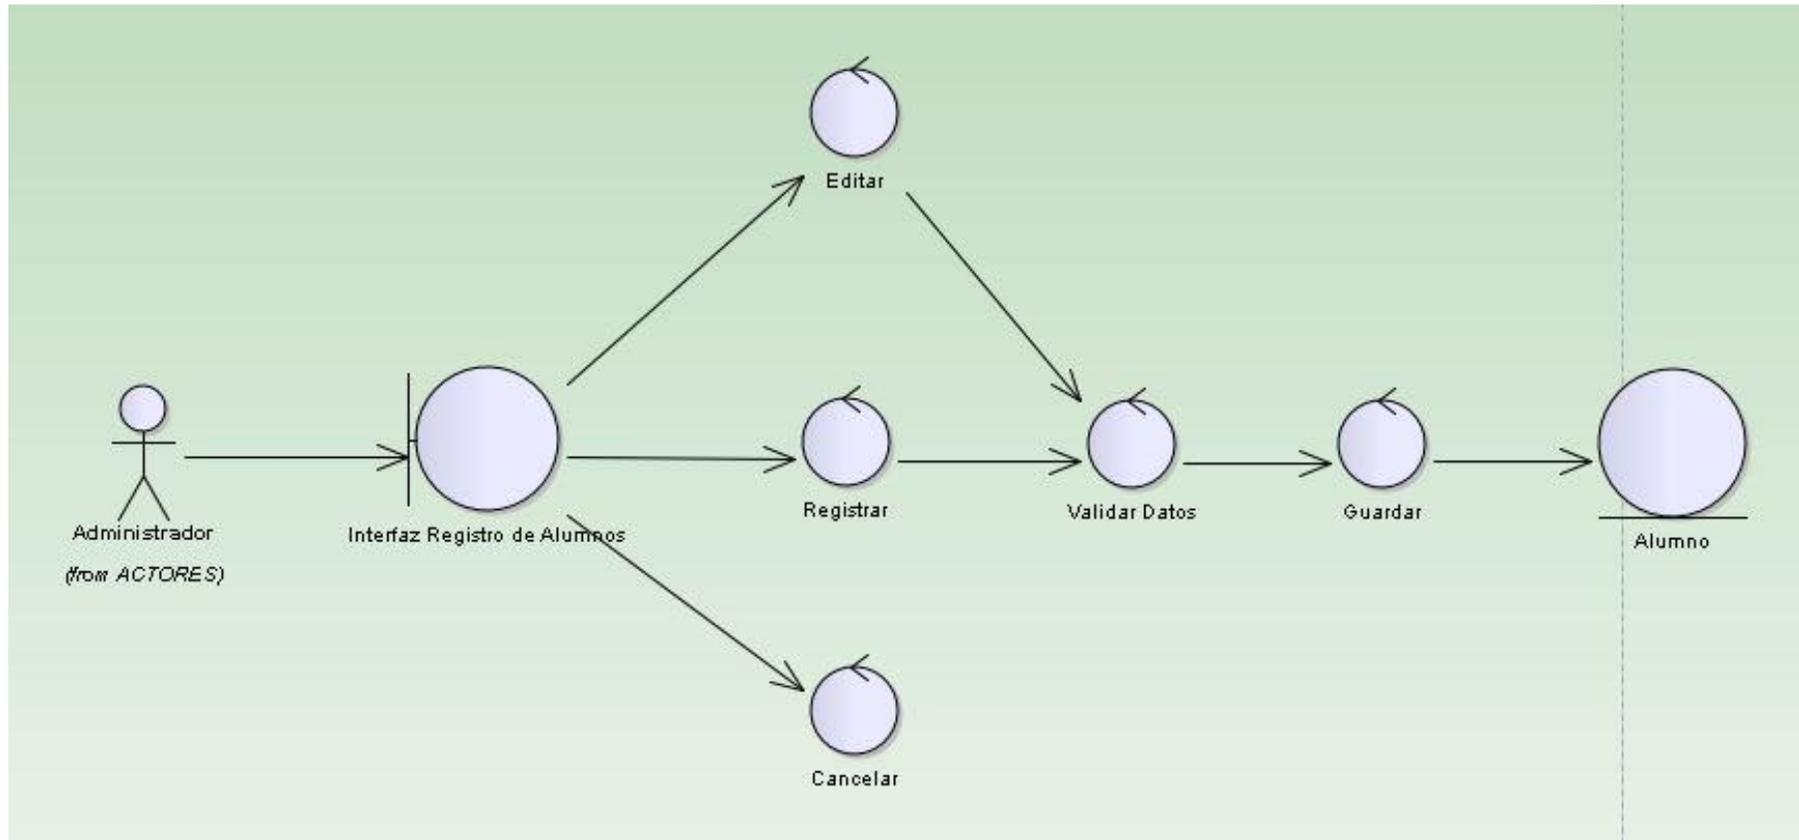 Editar
Registrar
Validar Datos
Guardar
Administrador
Interfaz Registro de Alumnos
Alumno
(from ACTORES)
Cancelar